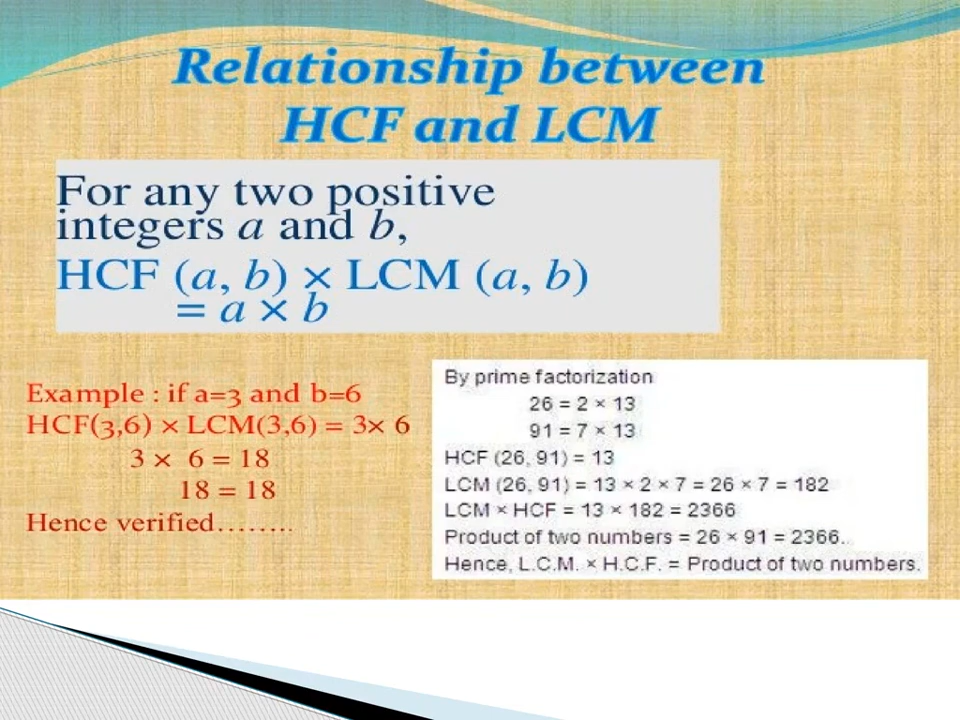 Relationship between
HCF and LCM
For any two positive
integers a and b,
HCF (a, b) × LCM (a, b)
= a × b
Example : if a=3 and b=6
HCF(3,6) × LCM(3,6) = 3× 6
3 × 6 = 18
18 = 18
Hence verified……..
By prime factorization
26 = 2 × 13
91 = 7 × 13
HCF (26, 91) = 13
LCM (26, 91) = 13 × 2 × 7 = 26 × 7 = 182
LCM × HCF = 13 × 182 = 2366
Product of two numbers = 26 × 91 = 2366.
Hence, L.C.M. × H.C.F. = Product of two numbers.